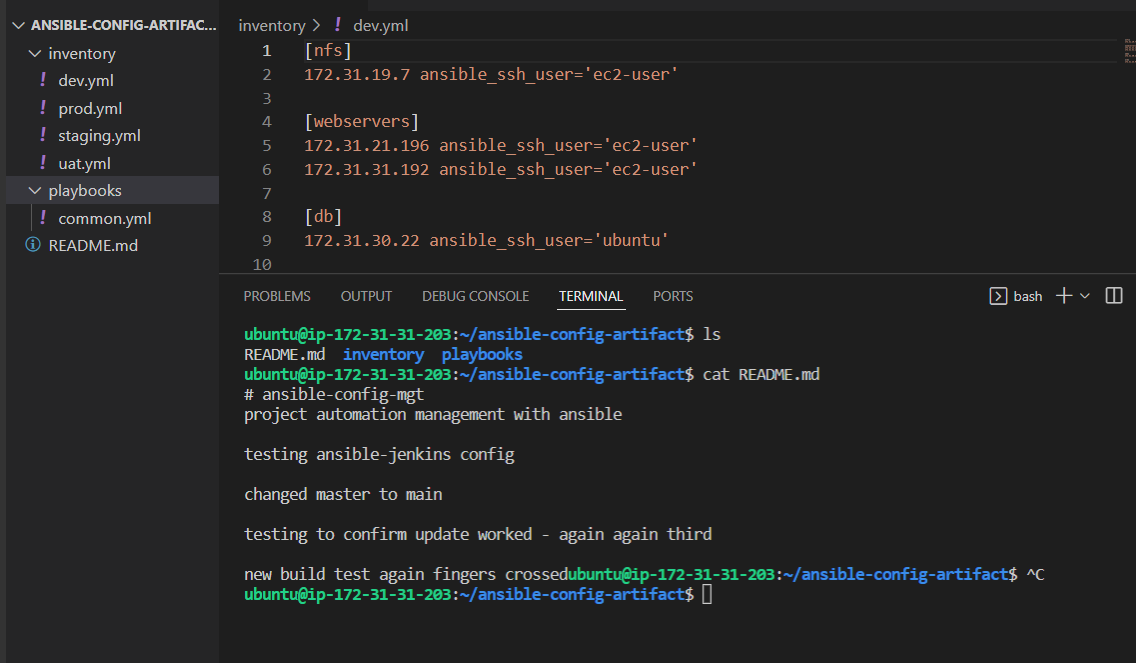 ANSIBLE-CONFIG-ARTIFAC...
inventory
! dev.yml
! prod.yml
! staging.yml
! uat.yml
playbooks
! common.yml
README.md
inventory > ! dev.yml
1 [nfs]
2 172.31.19.7 ansible_ssh_user='ec2-user'
3
4 [webservers]
5 172.31.21.196 ansible_ssh_user='ec2-user'
6 172.31.31.192 ansible_ssh_user='ec2-user'
7
8 [db]
9 172.31.30.22 ansible_ssh_user='ubuntu'
10
PROBLEMS OUTPUT DEBUG CONSOLE TERMINAL PORTS bash
ubuntu@ip-172-31-31-203:~/ansible-config-artifact$ ls
README.md inventory playbooks
ubuntu@ip-172-31-31-203:~/ansible-config-artifact$ cat README.md
# ansible-config-mgt
project automation management with ansible
testing ansible-jenkins config
changed master to main
testing to confirm update worked - again again third
new build test again fingers crossedubuntu@ip-172-31-31-203:~/ansible-config-artifact$ ^C
ubuntu@ip-172-31-31-203:~/ansible-config-artifact$